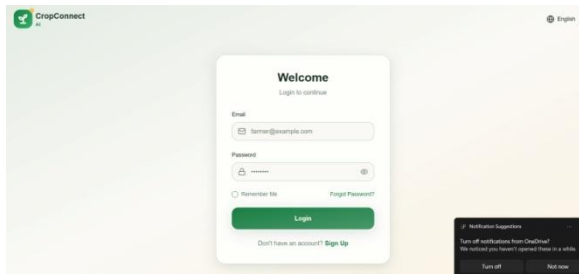 CropConnect
AI
English
Welcome
Login to continue
Email
farmer@example.com
Password
Remember Me
Forgot Password?
Login
Don't have an account? Sign Up
Notification Suggestions
Turn off notifications from OneDrive?
We noticed you haven't opened these in a while.
Turn off
Not now